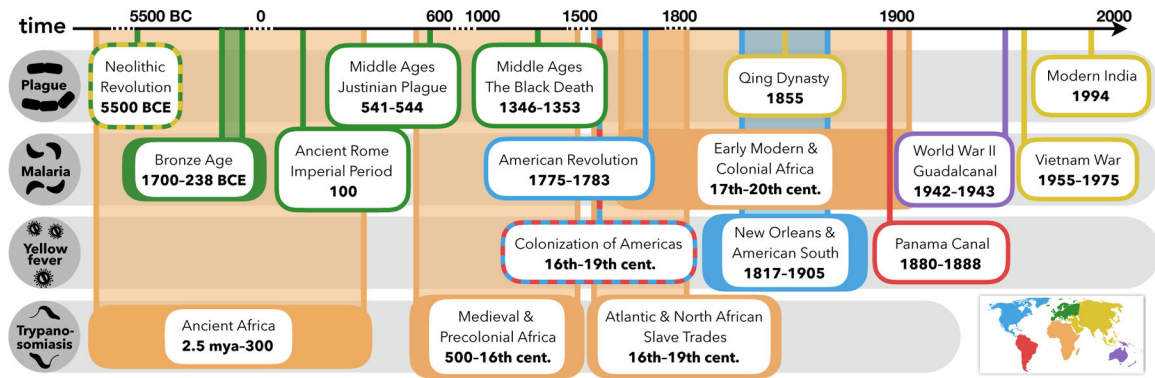 time
5500 BC
0
600
1000
1500
1800
1900
2000
Plague
Neolithic
Revolution
5500 BCE
Middle Ages
Justinian Plague
541–544
Middle Ages
The Black Death
1346–1353
Qing Dynasty
1855
Modern India
1994
Malaria
Bronze Age
1700–238 BCE
Ancient Rome
Imperial Period
100
American Revolution
1775–1783
Early Modern &
Colonial Africa
17th–20th cent.
World War II
Guadalcanal
1942–1943
Vietnam War
1955–1975
Yellow
fever
Colonization of Americas
16th–19th cent.
New Orleans &
American South
1817–1905
Panama Canal
1880–1888
Trypano-
somiasis
Ancient Africa
2.5 mya–300
Medieval &
Precolonial Africa
500–16th cent.
Atlantic & North African
Slave Trades
16th–19th cent.